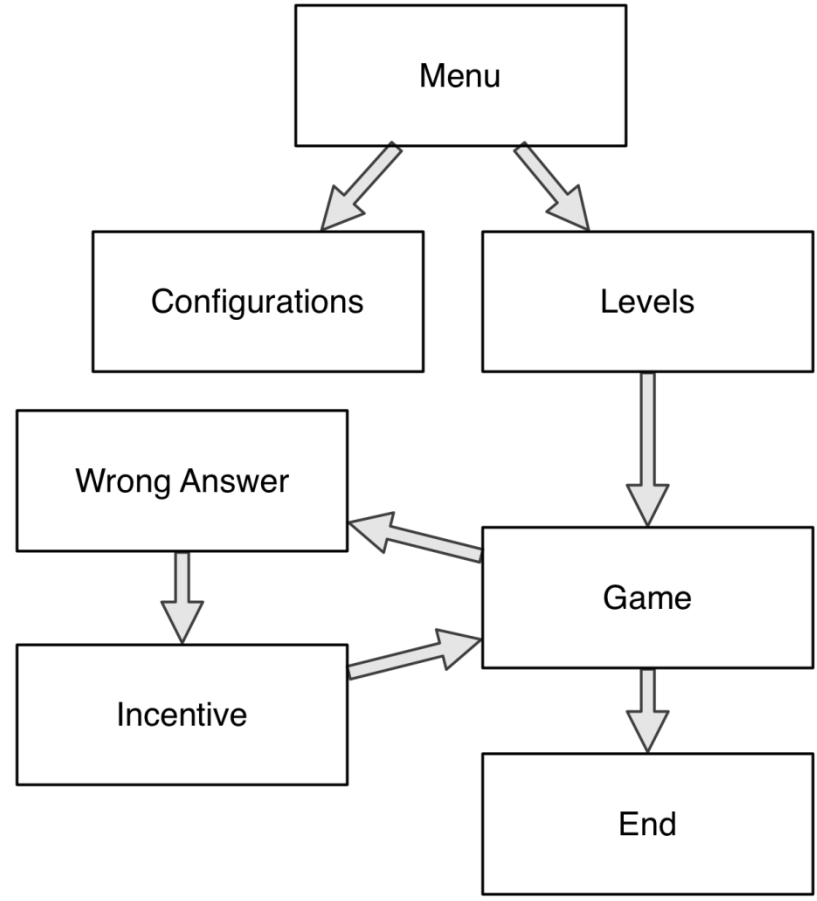 Menu
Configurations
Levels
Wrong Answer
Game
Incentive
End